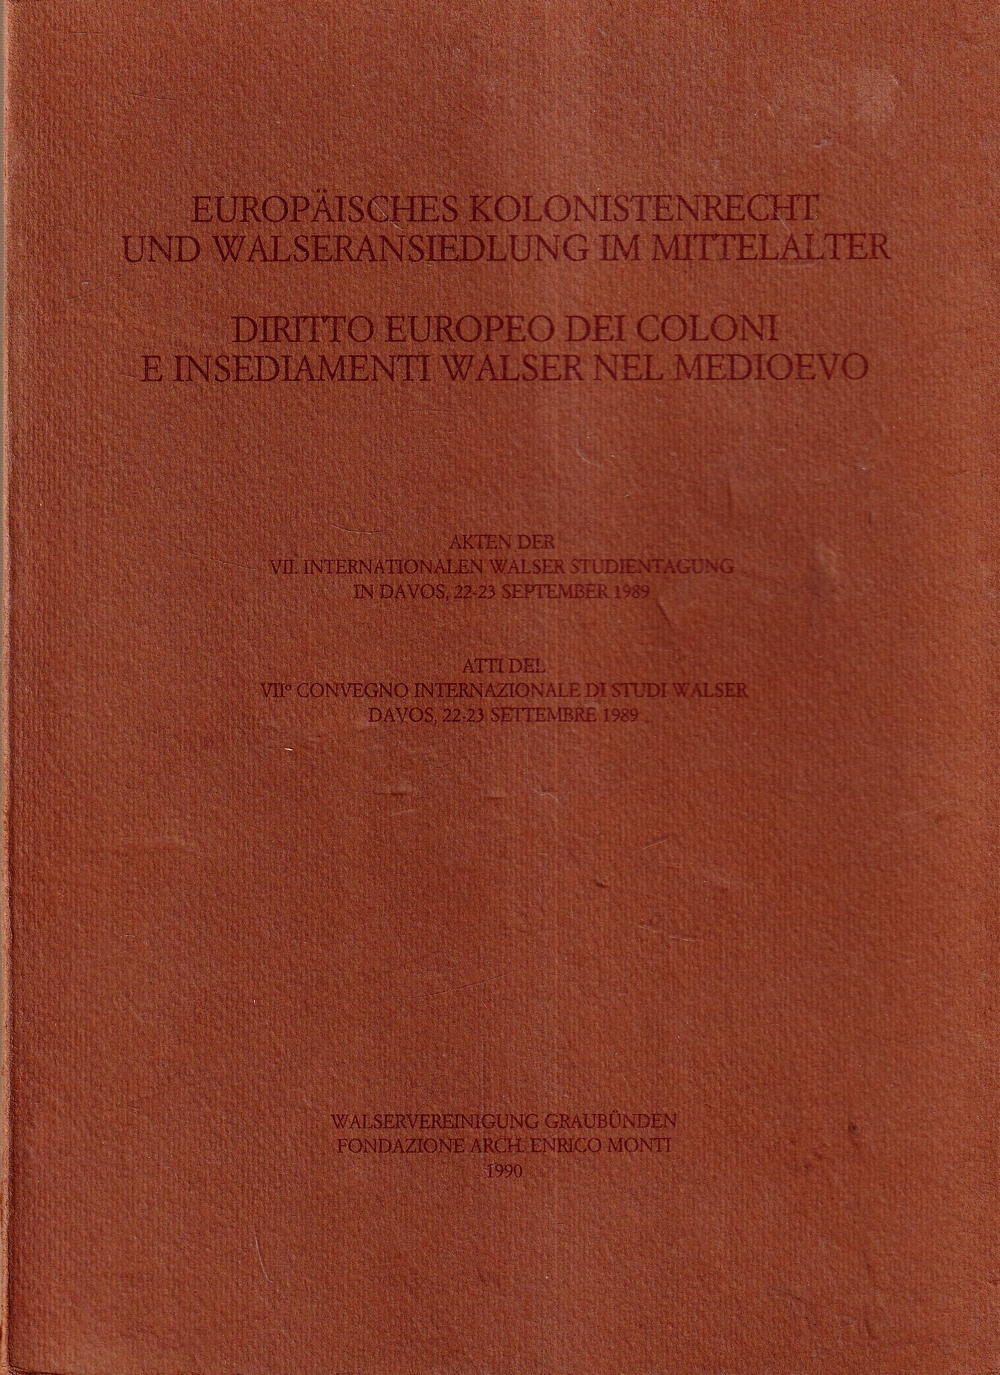 EUROPÄISCHES KOLONISTENRECHT
UND WALSERANSIEDLUNG IM MITTELALTER
DIRITTO EUROPEO DEI COLONI
E INSEDIAMENTI WALSER NEL MEDIOEVO
AKTEN DER
VII. INTERNATIONALEN WALSER STUDIENTAGUNG
IN DAVOS, 22-23 SEPTEMBER 1989
ATTI DEL
VIIº CONVEGNO INTERNAZIONALE DI STUDI WALSER
DAVOS, 22-23 SETTEMBRE 1989
WALSERVEREINIGUNG GRAUBÜNDEN
FONDAZIONE ARCH. ENRICO MONTI
1990